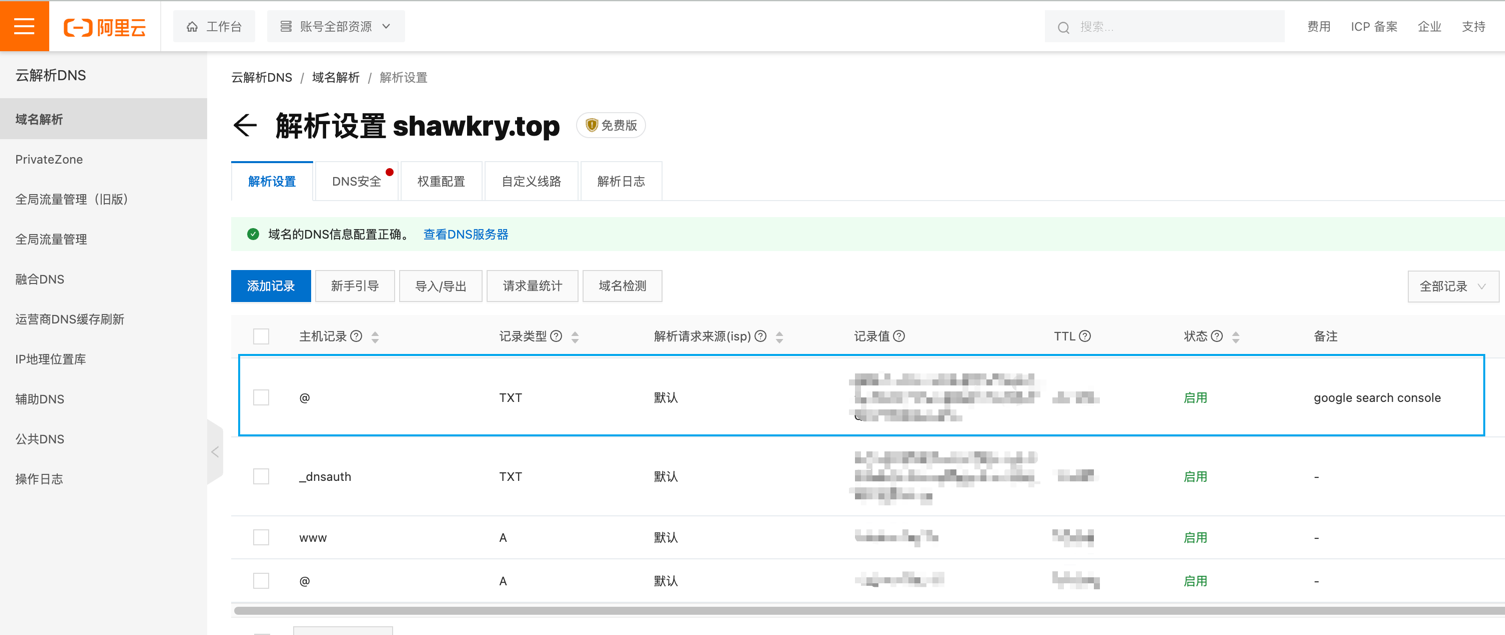 阿里云
工作台
账号全部资源
搜索...
费用
ICP 备案
企业
支持
云解析DNS
域名解析
PrivateZone
全局流量管理（旧版）
全局流量管理
融合DNS
运营商DNS缓存刷新
IP地理位置库
辅助DNS
公共DNS
操作日志
云解析DNS / 域名解析 / 解析设置
解析设置 shawkry.top
免费版
解析设置
DNS安全
权重配置
自定义线路
解析日志
域名的DNS信息配置正确。 查看DNS服务器
添加记录
新手引导
导入/导出
请求量统计
域名检测
全部记录
主机记录 记录类型 解析请求来源(isp) 记录值 TTL 状态 备注
@ TXT 默认 启用 google search console
_dnsauth TXT 默认 启用 -
www A 默认 启用 -
@ A 默认 启用 -